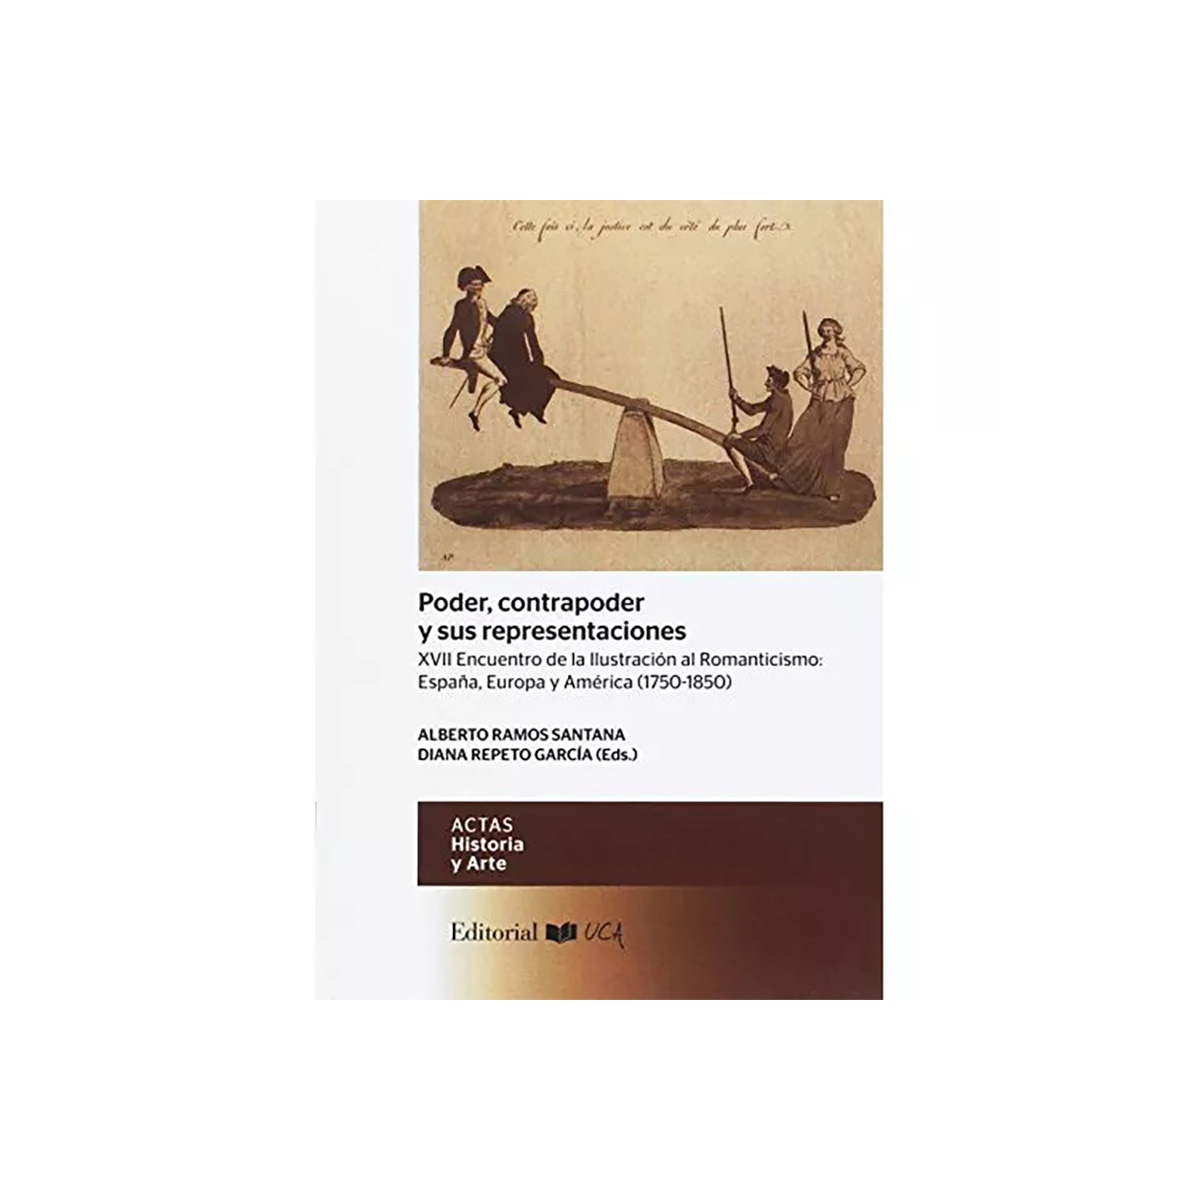 Cette fois ci, la justice est du côté du plus fort.
AP
Poder, contrapoder
y sus representaciones
XVII Encuentro de la Ilustración al Romanticismo:
España, Europa y América (1750-1850)
ALBERTO RAMOS SANTANA
DIANA REPETO GARCÍA (Eds.)
ACTAS
Historia
y Arte
Editorial UCA